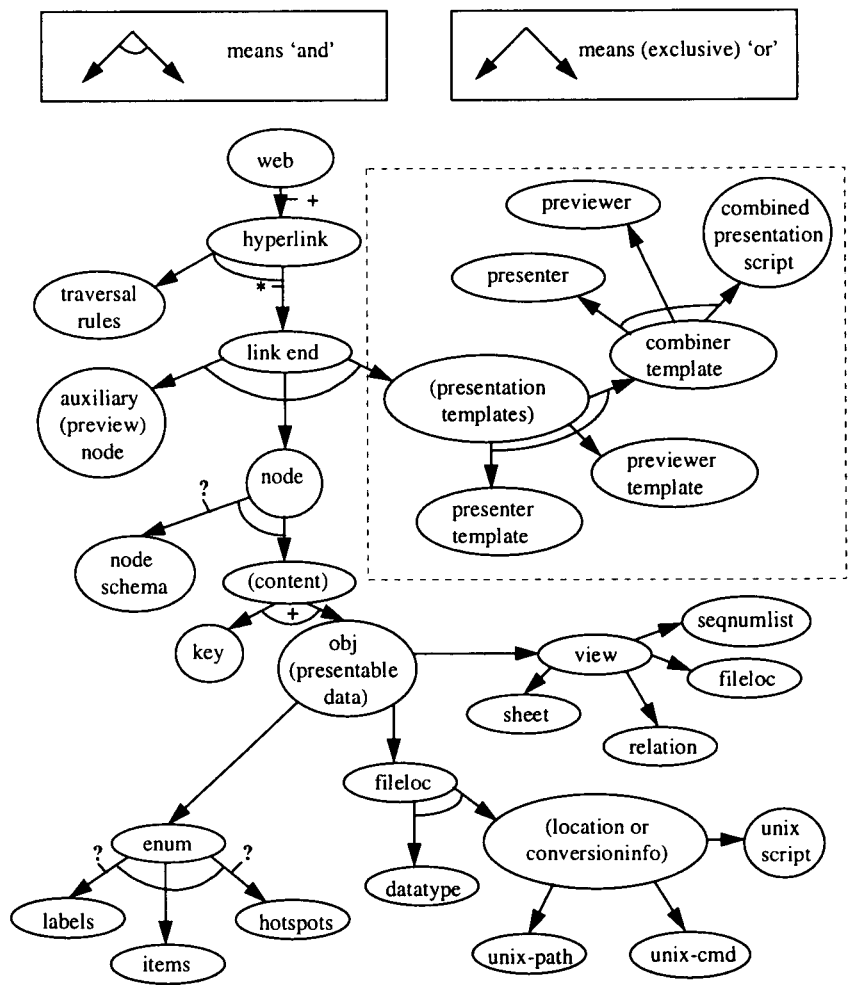 means 'and'
means (exclusive) 'or'
web
+
hyperlink
previewer
combined
presentation
script
presenter
traversal
rules
*
link end
combiner
template
auxiliary
(preview)
node
(presentation
templates)
node
?
previewer
template
presenter
template
node
schema
(content)
+
key
obj
(presentable
data)
view
seqnumlist
fileloc
sheet
relation
fileloc
enum
?
?
(location or
conversioninfo)
unix
script
datatype
labels
hotspots
items
unix-path
unix-cmd